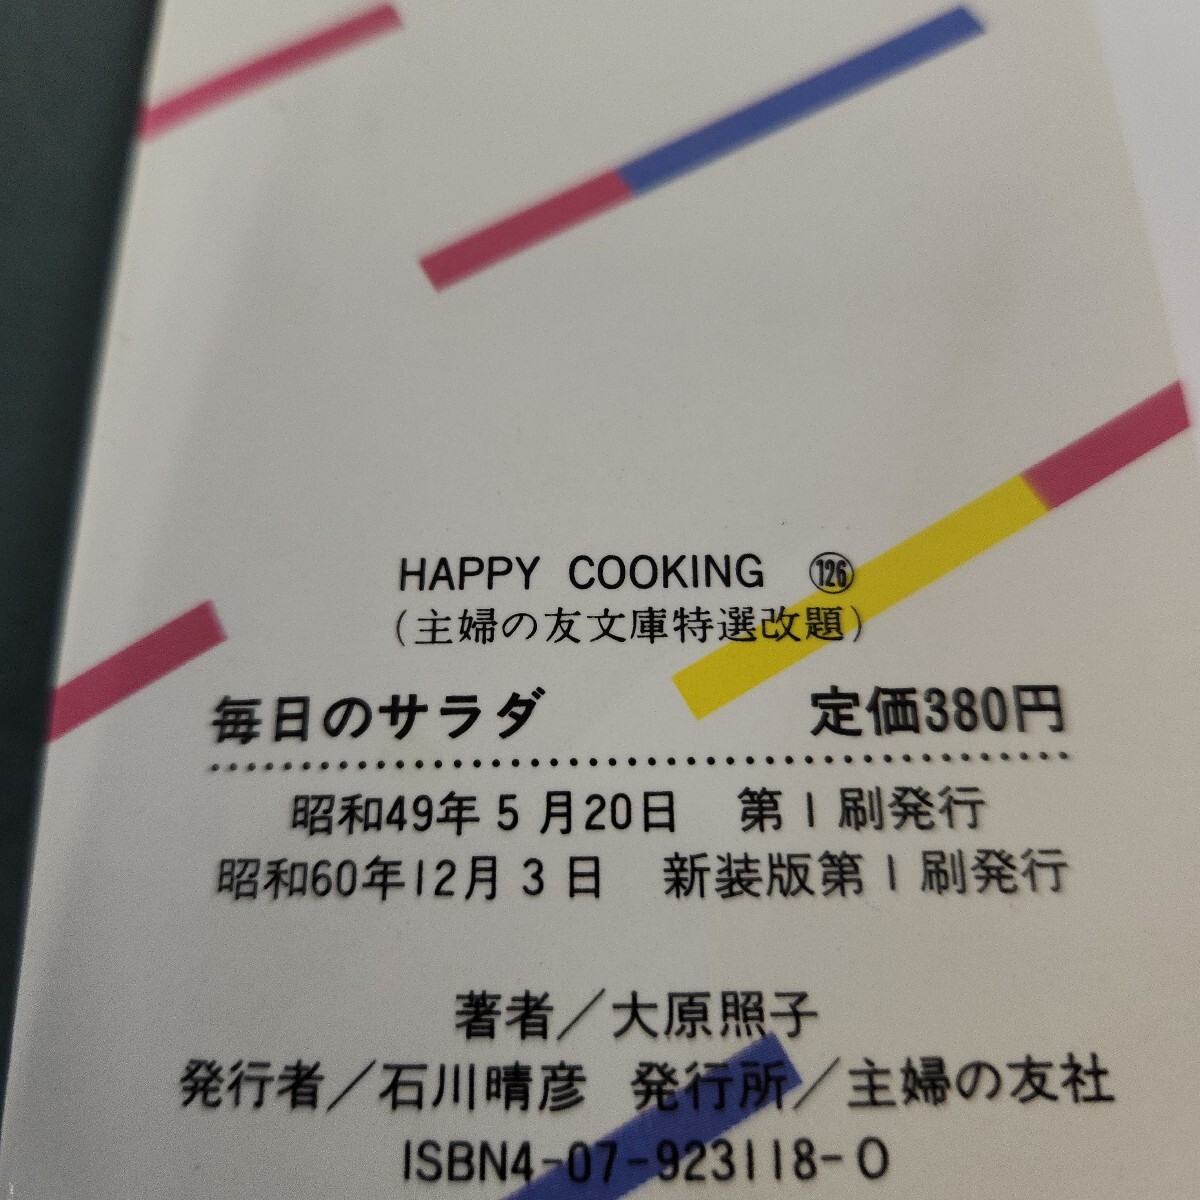 HAPPY COOKING ⑫⑥
(主婦の友文庫特選改題)
毎日のサラダ 定価380円
昭和49年5月20日 第1刷発行
昭和60年12月3日 新装版第1刷発行
著者／大原照子
発行者／石川晴彦 発行所／主婦の友社
ISBN4-07-923118-0